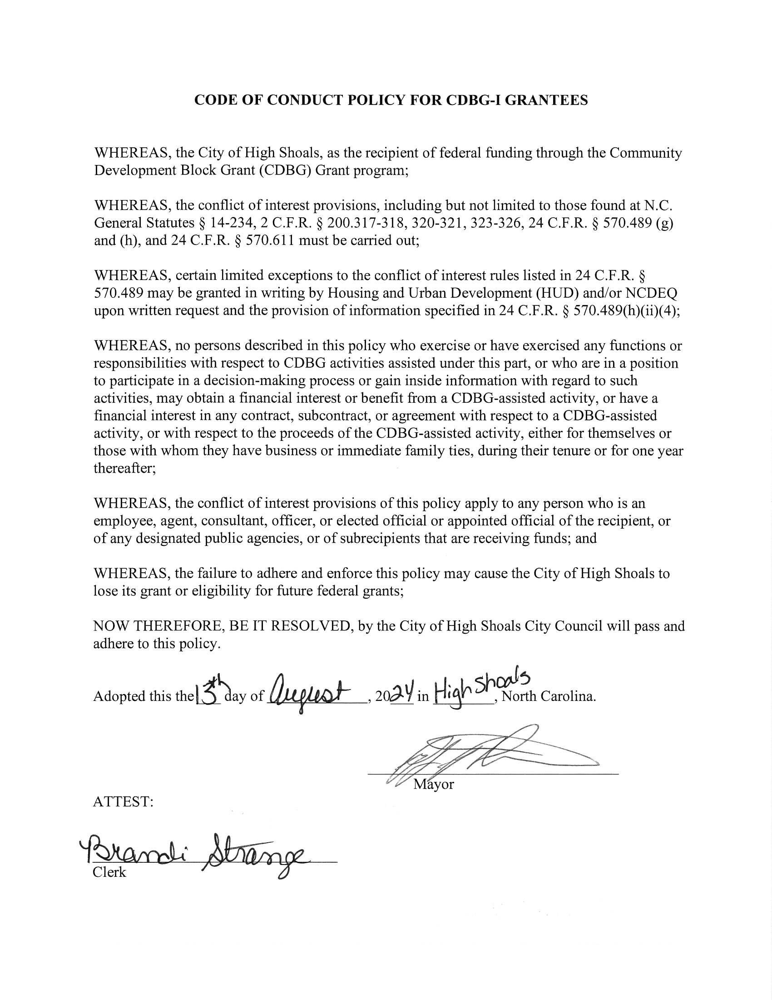 CODE OF CONDUCT POLICY FOR CDBG-I GRANTEES
WHEREAS, the City of High Shoals, as the recipient of federal funding through the Community
Development Block Grant (CDBG) Grant program;
WHEREAS, the conflict of interest provisions, including but not limited to those found at N.C.
General Statutes § 14-234, 2 C.F.R. § 200.317-318, 320-321, 323-326, 24 C.F.R. § 570.489 (g)
and (h), and 24 C.F.R. § 570.611 must be carried out;
WHEREAS, certain limited exceptions to the conflict of interest rules listed in 24 C.F.R. §
570.489 may be granted in writing by Housing and Urban Development (HUD) and/or NCDEQ
upon written request and the provision of information specified in 24 C.F.R. § 570.489(h)(ii)(4);
WHEREAS, no persons described in this policy who exercise or have exercised any functions or
responsibilities with respect to CDBG activities assisted under this part, or who are in a position
to participate in a decision-making process or gain inside information with regard to such
activities, may obtain a financial interest or benefit from a CDBG-assisted activity, or have a
financial interest in any contract, subcontract, or agreement with respect to a CDBG-assisted
activity, or with respect to the proceeds of the CDBG-assisted activity, either for themselves or
those with whom they have business or immediate family ties, during their tenure or for one year
thereafter;
WHEREAS, the conflict of interest provisions of this policy apply to any person who is an
employee, agent, consultant, officer, or elected official or appointed official of the recipient, or
of any designated public agencies, or of subrecipients that are receiving funds; and
WHEREAS, the failure to adhere and enforce this policy may cause the City of High Shoals to
lose its grant or eligibility for future federal grants;
NOW THEREFORE, BE IT RESOLVED, by the City of High Shoals City Council will pass and
adhere to this policy.
Adopted this the 13th day of August, 2024 in High Shoals, North Carolina.
Mayor
ATTEST:
Brandi Strange
Clerk